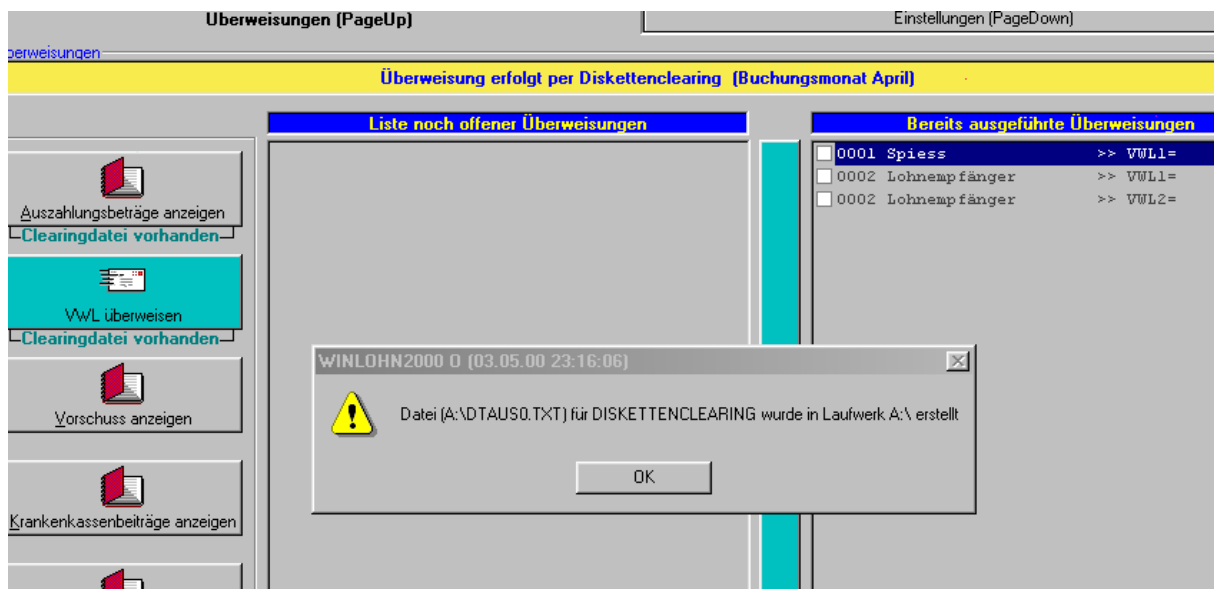 Überweisungen (PageUp)
Einstellungen (PageDown)
berweisungen
Überweisung erfolgt per Diskettenclearing (Buchungsmonat April)
Liste noch offener Überweisungen
Bereits ausgeführte Überweisungen
0001 Spiess >> VWL1=
0002 Lohnempfänger >> VWL1=
0002 Lohnempfänger >> VWL2=
Auszahlungsbeträge anzeigen
Clearingdatei vorhanden
VWL überweisen
Clearingdatei vorhanden
Vorschuss anzeigen
Krankenkassenbeiträge anzeigen
WINLOHN2000 0 (03.05.00 23:16:06)
Datei (A:\DTAUS0.TXT) für DISKETTENCLEARING wurde in Laufwerk A:\ erstellt
OK